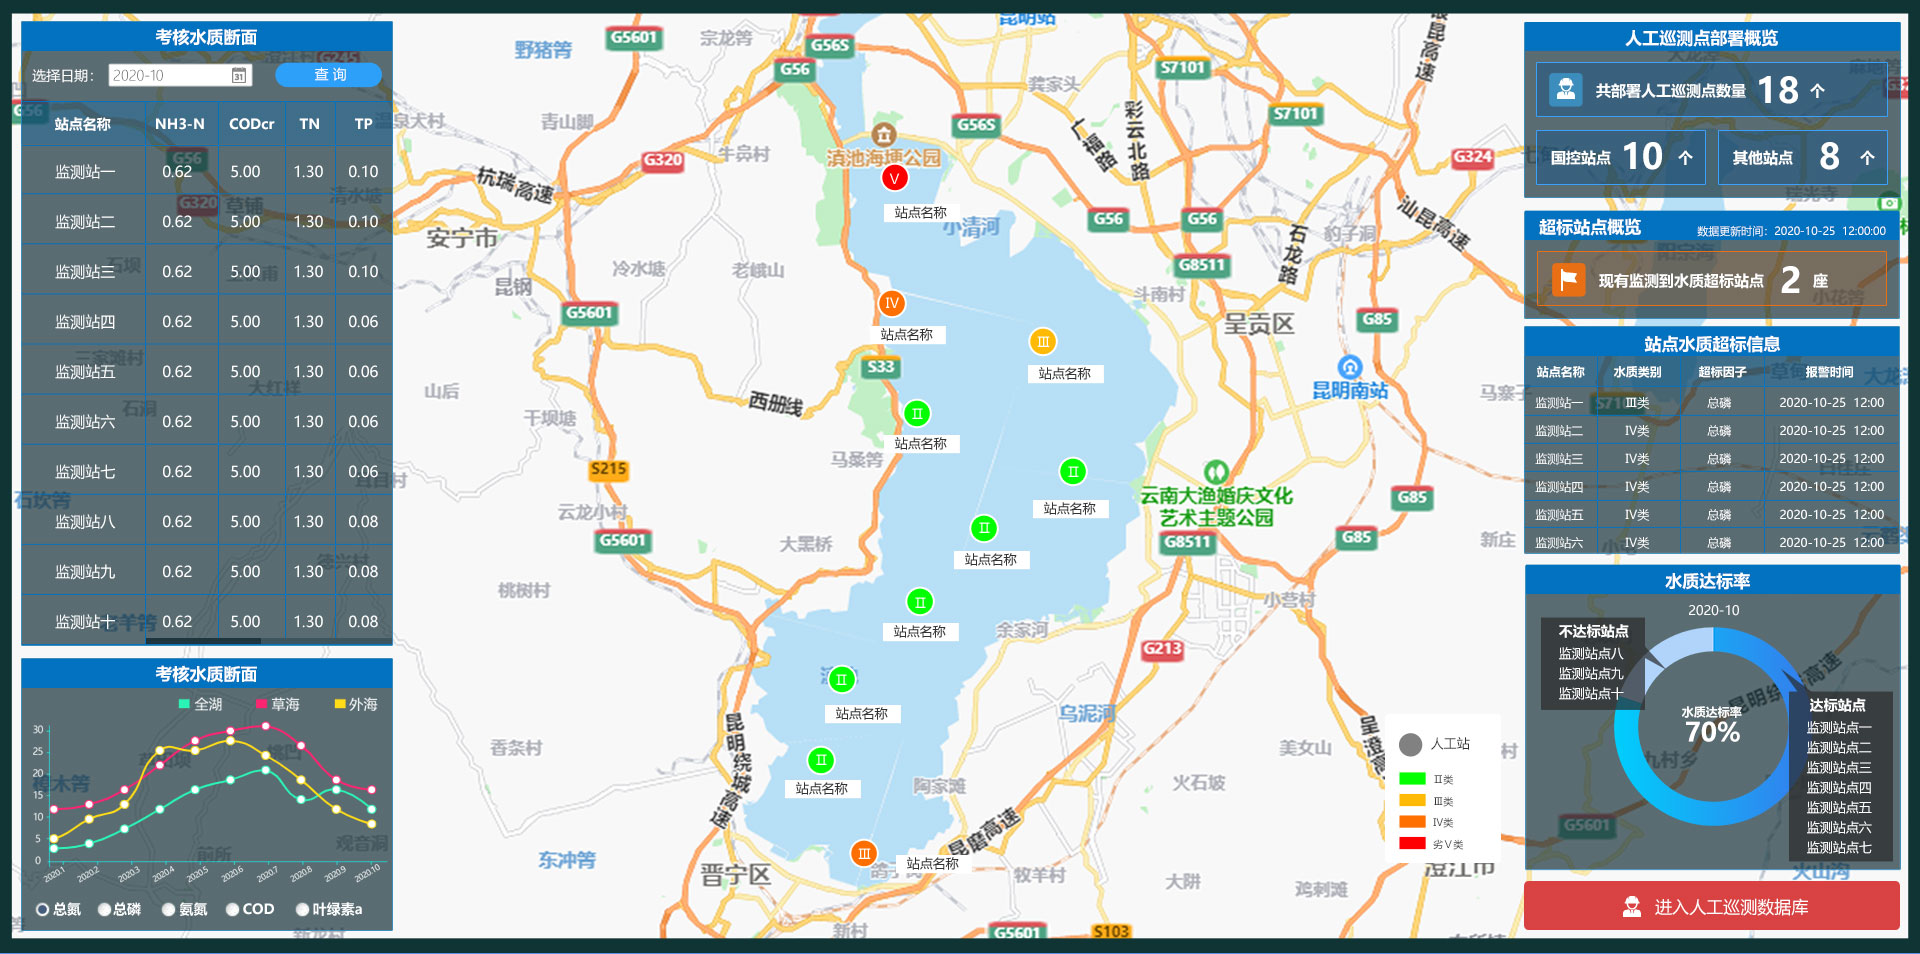 考核水质断面
选择日期:
2020-10
31
查 询
站点名称 NH3-N CODcr TN TP
监测站一 0.62 5.00 1.30 0.10
监测站二 0.62 5.00 1.30 0.10
监测站三 0.62 5.00 1.30 0.10
监测站四 0.62 5.00 1.30 0.06
监测站五 0.62 5.00 1.30 0.06
监测站六 0.62 5.00 1.30 0.06
监测站七 0.62 5.00 1.30 0.06
监测站八 0.62 5.00 1.30 0.08
监测站九 0.62 5.00 1.30 0.08
监测站十 0.62 5.00 1.30 0.08
考核水质断面
全湖 草海 外海
30
25
20
15
10
5
0
2020.1 2020.2 2020.3 2020.4 2020.5 2020.6 2020.7 2020.8 2020.9 2020.10
总氮 总磷 氨氮 COD 叶绿素a
野猪箐
G5601
宗龙箐
G56S
G56
昆明站
S7101
龚家头
彩云北路
广福路
S7101
昆高速
G56S
青山脚
牛鼻村
G320
杭瑞高速
滇池海埂公园
V
站点名称
小清河
G56
G56
G324
汕昆高速
石龙路
豹子洞
安宁市
昆钢
冷水塘
老峨山
G5601
G8511
斗南村
呈贡区
G85
昆明南站
马寨子
IV
站点名称
III
站点名称
S33
山后
干坝塘
西册线
II
站点名称
马桑箐
S215
云龙小村
G5601
大黑桥
II
站点名称
II
站点名称
云南大渔婚庆文化
艺术主题公园
G8511
G85
G85
新庄
桃树村
II
站点名称
余家河
小营村
G213
II
站点名称
乌泥河
昆明绕城高速
香条村
II
站点名称
陶家滩
火石坡
美女山
呈澄高
东冲箐
晋宁区
III
站点名称
昆磨高速
牧羊村
大阱
鸡刺滩
澄江市
新村
G5601
S103
人工站
II类
III类
IV类
劣V类
人工巡测点部署概览
共部署人工巡测点数量 18 个
国控站点 10 个
其他站点 8 个
超标站点概览
数据更新时间: 2020-10-25 12:00:00
现有监测到水质超标站点 2 座
站点水质超标信息
站点名称 水质类别 超标因子 报警时间
监测站一 III类 总磷 2020-10-25 12:00
监测站二 IV类 总磷 2020-10-25 12:00
监测站三 IV类 总磷 2020-10-25 12:00
监测站四 IV类 总磷 2020-10-25 12:00
监测站五 IV类 总磷 2020-10-25 12:00
监测站六 IV类 总磷 2020-10-25 12:00
水质达标率
2020-10
不达标站点
监测站八
监测站九
监测站十
水质达标率
70%
达标站点
监测站一
监测站二
监测站三
监测站四
监测站五
监测站六
监测站七
G5601
进入人工巡测数据库